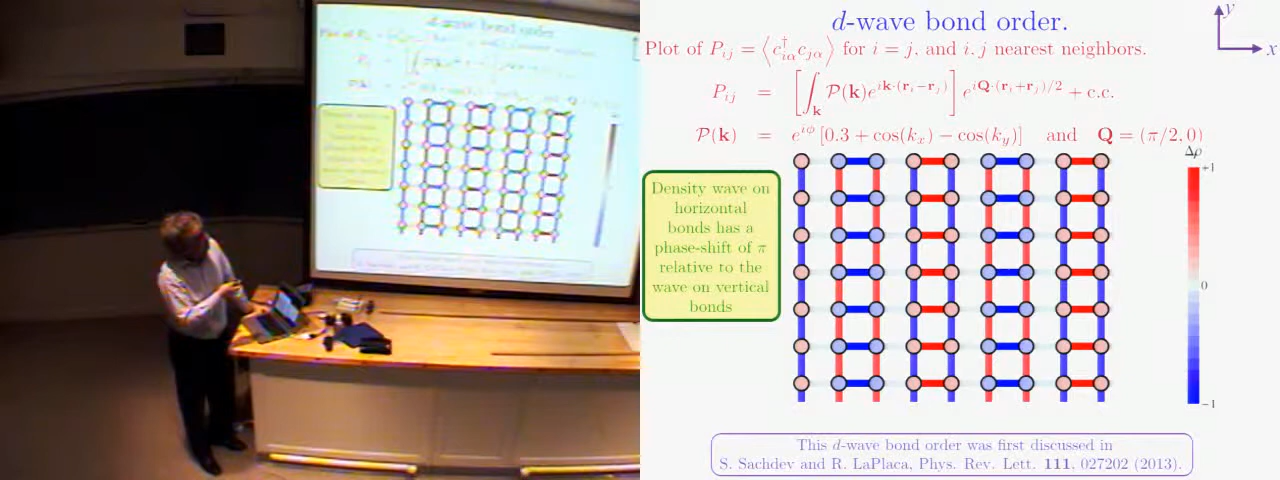 d-wave bond order.
y
x
Plot of P_{ij} = ⟨c†_{iα} c_{jα}⟩ for i = j, and i, j nearest neighbors.
P_{ij} = [∫_k 𝒫(k)e^{ik·(r_i−r_j)}] e^{iQ·(r_i+r_j)/2} + c.c.
𝒫(k) = e^{iφ} [0.3 + cos(k_x) − cos(k_y)] and Q = (π/2, 0)
Δρ
+1
0
−1
Density wave on
horizontal
bonds has a
phase-shift of π
relative to the
wave on vertical
bonds
This d-wave bond order was first discussed in
S. Sachdev and R. LaPlaca, Phys. Rev. Lett. 111, 027202 (2013).
d-wave bond order